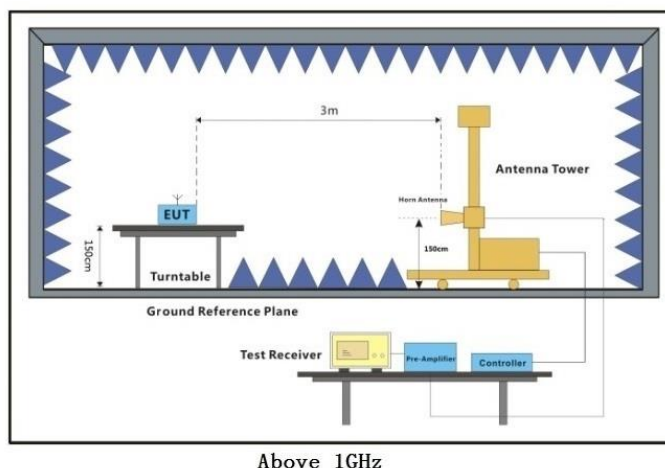 3m
Antenna Tower
Horn Antenna
EUT
150cm
150cm
Turntable
Ground Reference Plane
Test Receiver
Pre-Amplifier
Controller
Above 1GHz